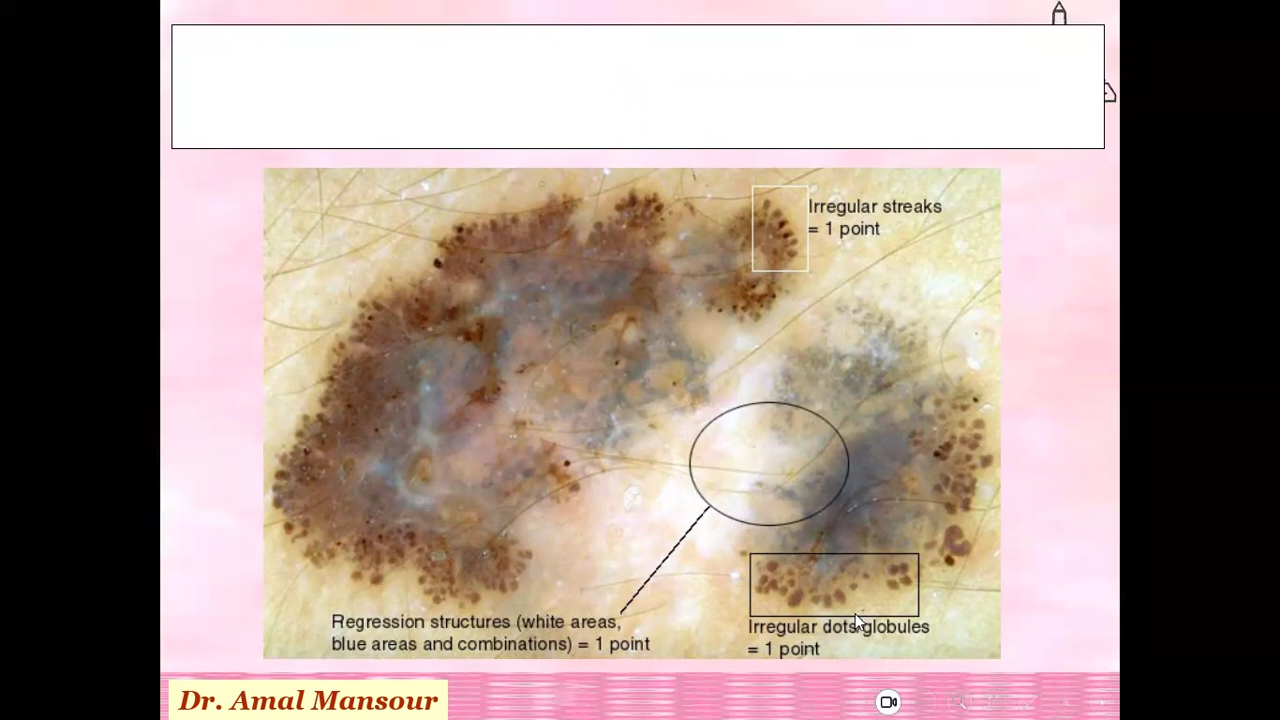 Irregular streaks
= 1 point
Regression structures (white areas,
blue areas and combinations) = 1 point
Irregular dots/globules
= 1 point
Dr. Amal Mansour